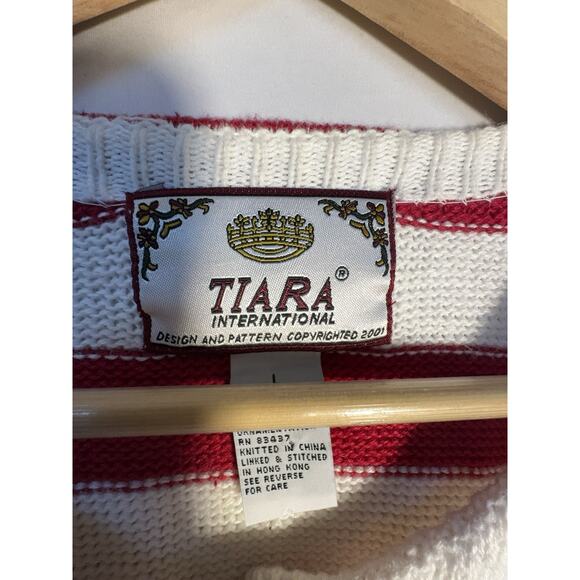 TIARA®
INTERNATIONAL
DESIGN AND PATTERN COPYRIGHTED 2001
L
RN 83437
KNITTED IN CHINA
LIHKED & STITCHED
IN HONG KONG
SEE REVERSE
FOR CARE